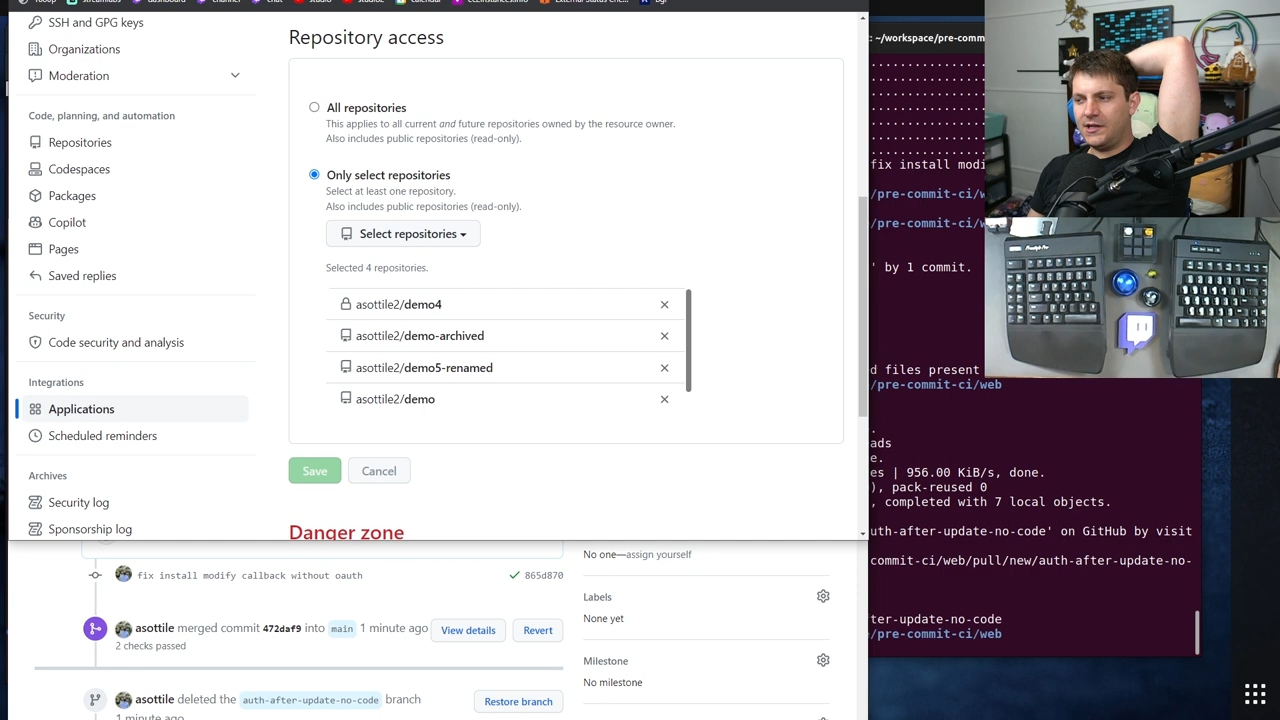 streamlabs
dashboard
channel
chat
studio
calendar
SSH and GPG keys
Organizations
Moderation
Code, planning, and automation
Repositories
Codespaces
Packages
Copilot
Pages
Saved replies
Security
Code security and analysis
Integrations
Applications
Scheduled reminders
Archives
Security log
Sponsorship log
Repository access
All repositories
This applies to all current and future repositories owned by the resource owner.
Also includes public repositories (read-only).
Only select repositories
Select at least one repository.
Also includes public repositories (read-only).
Select repositories
Selected 4 repositories.
asottile2/demo4
asottile2/demo-archived
asottile2/demo5-renamed
asottile2/demo
Save Cancel
Danger zone
fix install modify callback without oauth 865d870
asottile merged commit 472daf9 into main 1 minute ago View details Revert
2 checks passed
asottile deleted the auth-after-update-no-code branch Restore branch
1 minute ago
No one—assign yourself
Labels
None yet
Milestone
No milestone
: ~/workspace/pre-comm
fix install modi
/pre-commit-ci/w
/pre-commit-ci/w
' by 1 commit.
d files present
/pre-commit-ci/web
.
ads
e.
es | 956.00 KiB/s, done.
), pack-reused 0
, completed with 7 local objects.
uth-after-update-no-code' on GitHub by visit
commit-ci/web/pull/new/auth-after-update-no-
ter-update-no-code
/pre-commit-ci/web